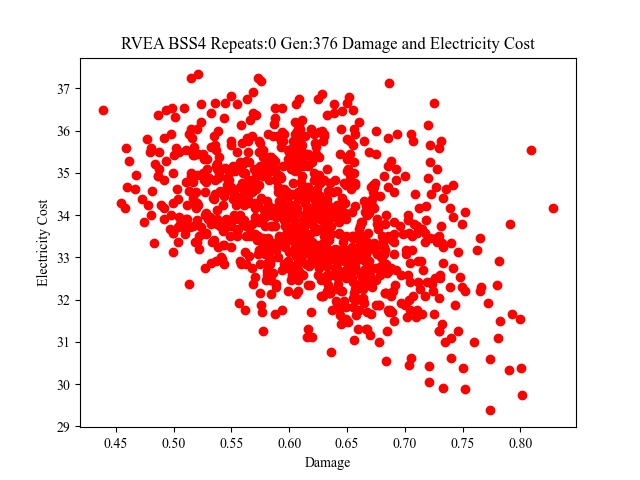 RVEA BSS4 Repeats:0 Gen:376 Damage and Electricity Cost
37
36
35
34
33
32
31
30
29
Electricity Cost
0.45 0.50 0.55 0.60 0.65 0.70 0.75 0.80
Damage